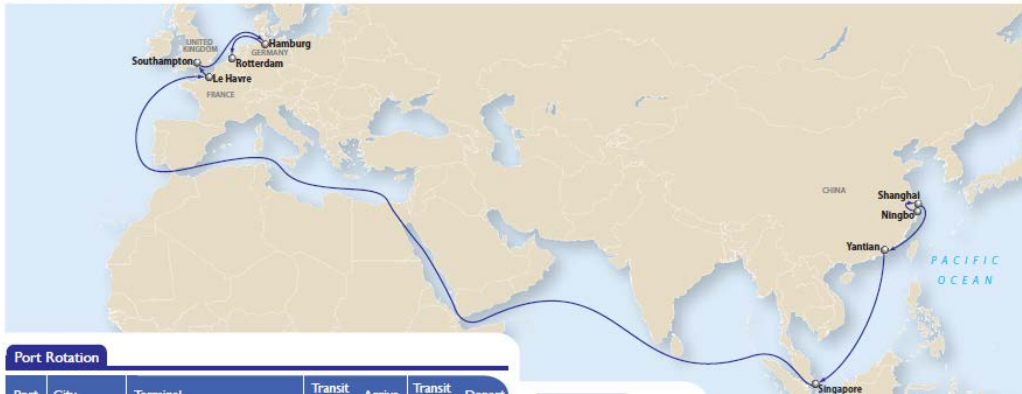 UNITED
KINGDOM
Hamburg
GERMANY
Southampton
Rotterdam
Le Havre
FRANCE
CHINA
Shanghai
Ningbo
Yantian
PACIFIC
OCEAN
Singapore
Port Rotation
Port City Terminal Transit Arrive Transit Depart